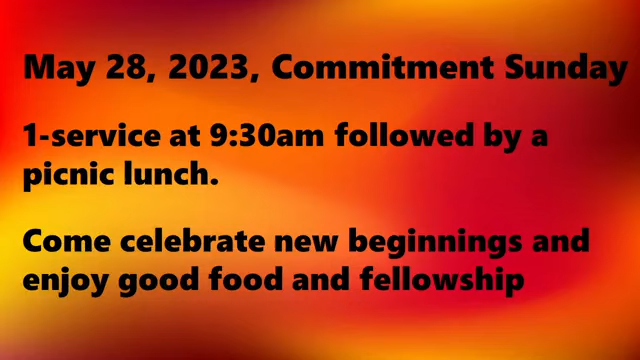 May 28, 2023, Commitment Sunday
1-service at 9:30am followed by a
picnic lunch.
Come celebrate new beginnings and
enjoy good food and fellowship